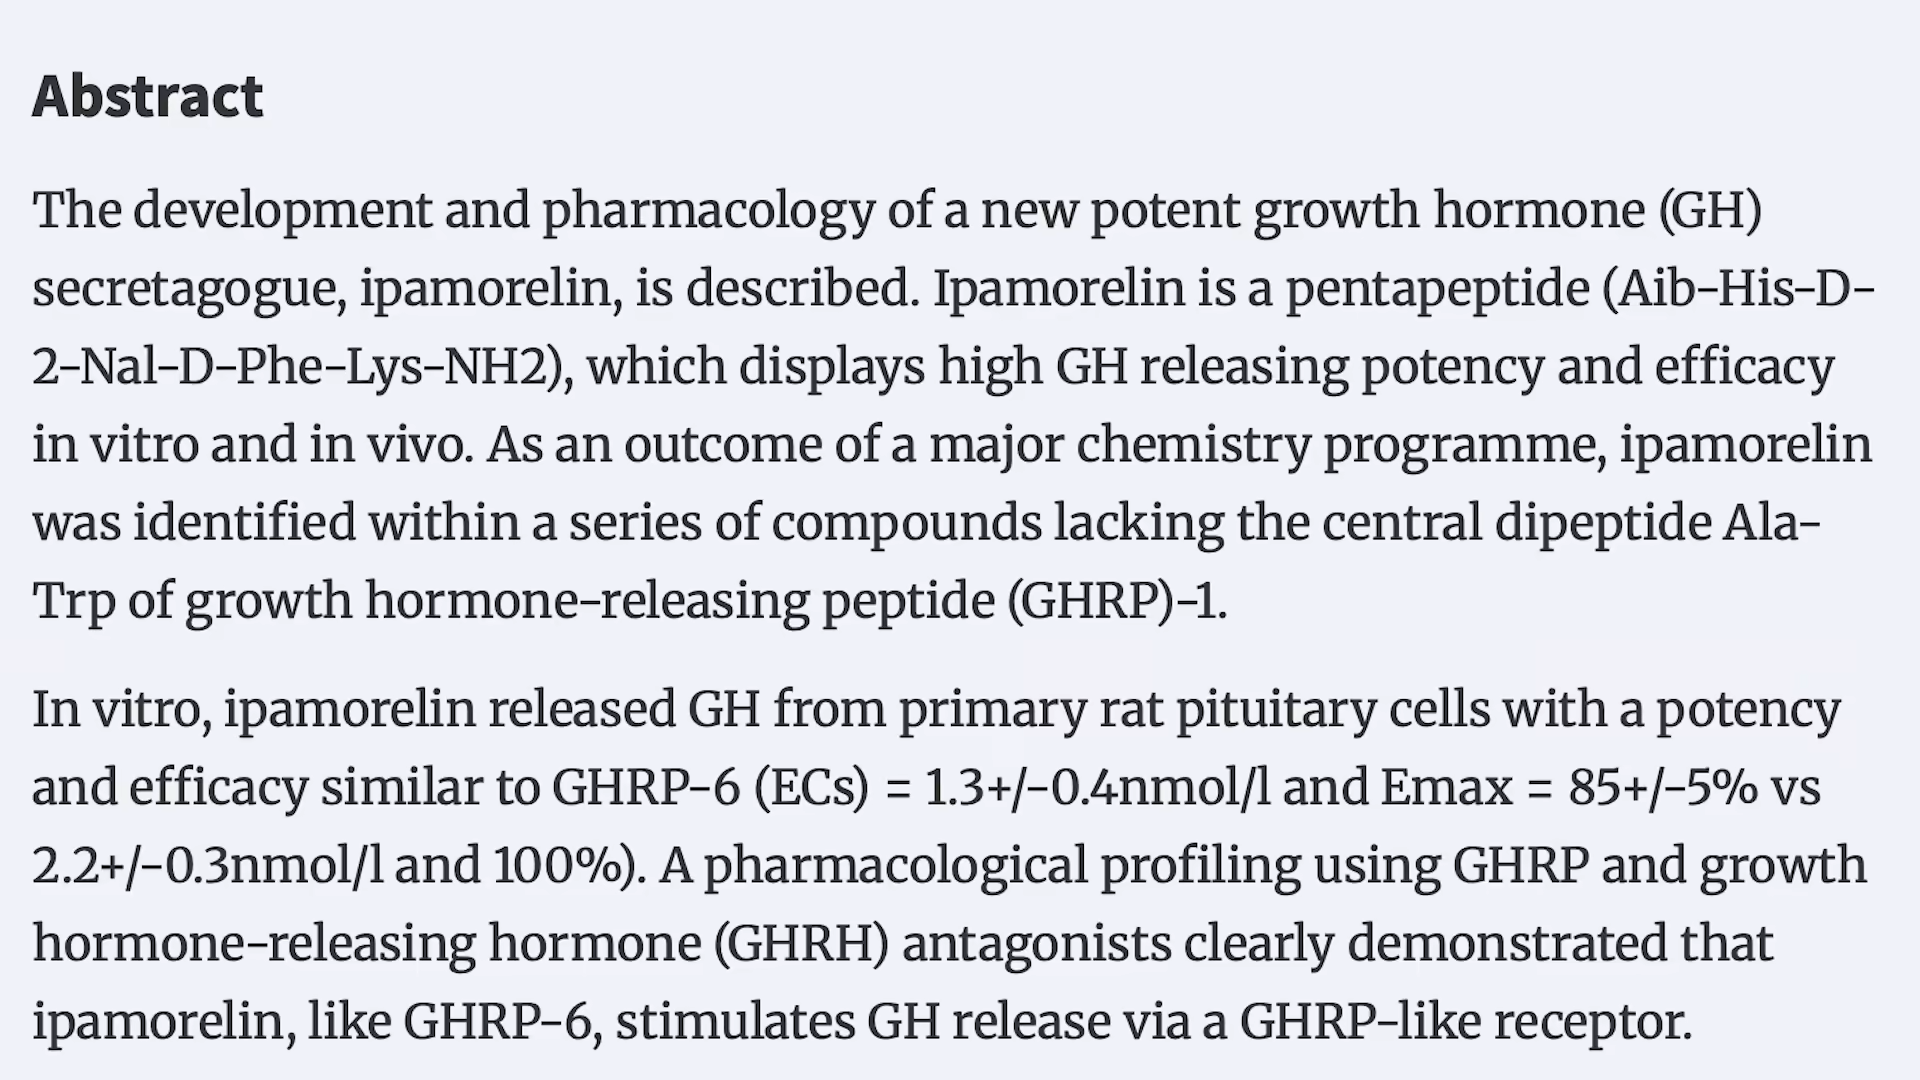 Abstract
The development and pharmacology of a new potent growth hormone (GH)
secretagogue, ipamorelin, is described. Ipamorelin is a pentapeptide (Aib-His-D-
2-Nal-D-Phe-Lys-NH2), which displays high GH releasing potency and efficacy
in vitro and in vivo. As an outcome of a major chemistry programme, ipamorelin
was identified within a series of compounds lacking the central dipeptide Ala-
Trp of growth hormone-releasing peptide (GHRP)-1.
In vitro, ipamorelin released GH from primary rat pituitary cells with a potency
and efficacy similar to GHRP-6 (ECs) = 1.3+/-0.4nmol/l and Emax = 85+/-5% vs
2.2+/-0.3nmol/l and 100%). A pharmacological profiling using GHRP and growth
hormone-releasing hormone (GHRH) antagonists clearly demonstrated that
ipamorelin, like GHRP-6, stimulates GH release via a GHRP-like receptor.